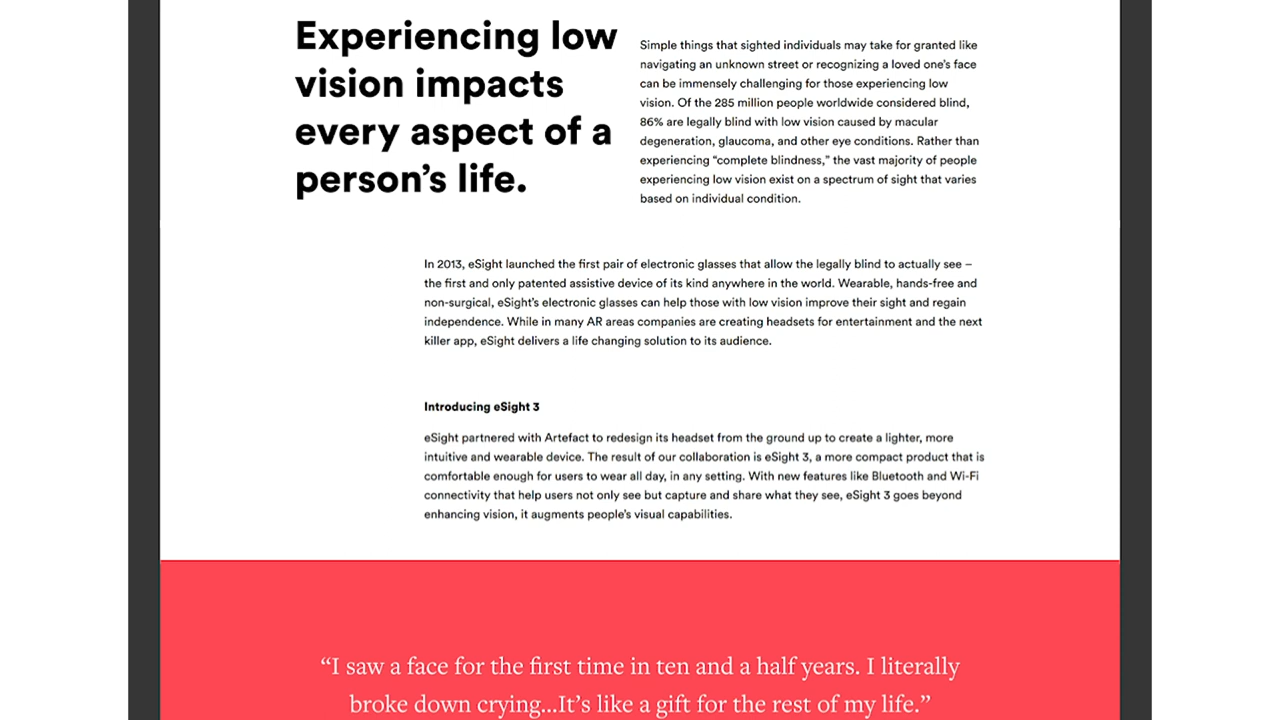 Experiencing low
vision impacts
every aspect of a
person’s life.
Simple things that sighted individuals may take for granted like
navigating an unknown street or recognizing a loved one’s face
can be immensely challenging for those experiencing low
vision. Of the 285 million people worldwide considered blind,
86% are legally blind with low vision caused by macular
degeneration, glaucoma, and other eye conditions. Rather than
experiencing “complete blindness,” the vast majority of people
experiencing low vision exist on a spectrum of sight that varies
based on individual condition.
In 2013, eSight launched the first pair of electronic glasses that allow the legally blind to actually see –
the first and only patented assistive device of its kind anywhere in the world. Wearable, hands-free and
non-surgical, eSight’s electronic glasses can help those with low vision improve their sight and regain
independence. While in many AR areas companies are creating headsets for entertainment and the next
killer app, eSight delivers a life changing solution to its audience.
Introducing eSight 3
eSight partnered with Artefact to redesign its headset from the ground up to create a lighter, more
intuitive and wearable device. The result of our collaboration is eSight 3, a more compact product that is
comfortable enough for users to wear all day, in any setting. With new features like Bluetooth and Wi-Fi
connectivity that help users not only see but capture and share what they see, eSight 3 goes beyond
enhancing vision, it augments people’s visual capabilities.
“I saw a face for the first time in ten and a half years. I literally
broke down crying...It’s like a gift for the rest of my life.”